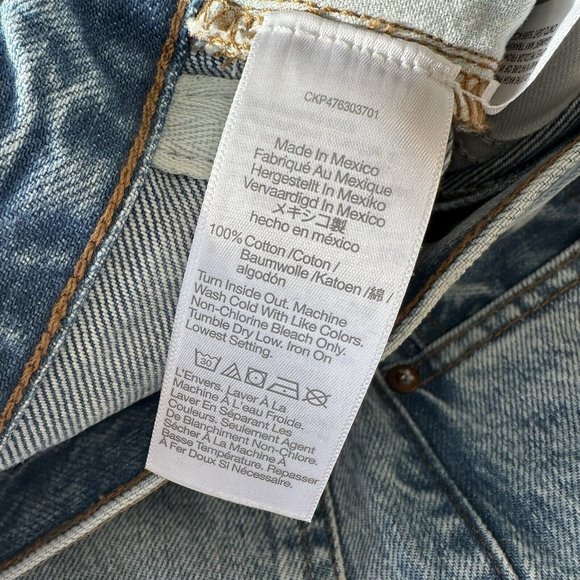 CKP476303701
Made In Mexico
Fabriqué Au Mexique
Hergestellt In Mexiko
Vervaardigd In Mexico
メキシコ製
hecho en méxico
100% Cotton /Coton /
Baumwolle /Katoen /綿 /
algodón
Turn Inside Out. Machine
Wash Cold With Like Colors.
Non-Chlorine Bleach Only.
Tumble Dry Low. Iron On
Lowest Setting.
L'Envers. Laver À La
Machine À L'eau Froide.
Laver En Séparant Les
Couleurs, Seulement Agent
De Blanchiment Non-Chlore.
Sécher À La Machine À
Basse Température. Repasser
À Fer Doux Si Nécessaire.